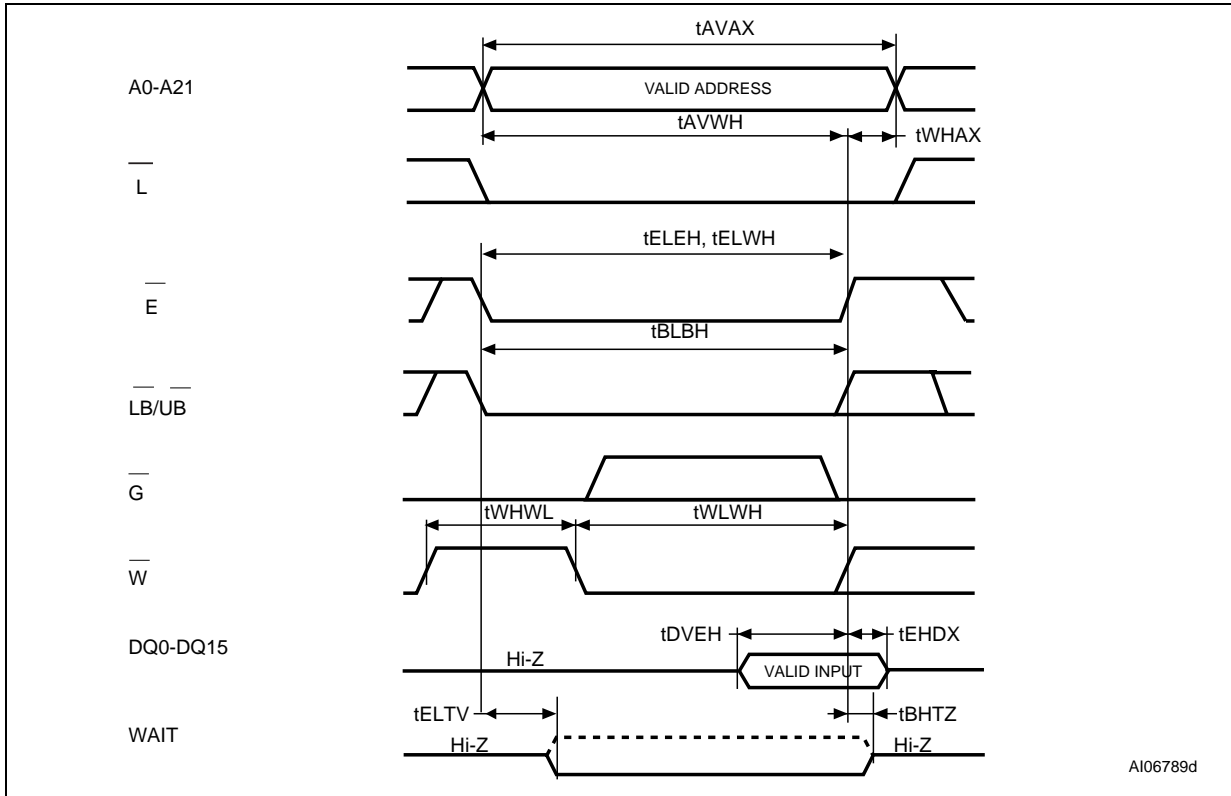 tAVAX
A0-A21
VALID ADDRESS
tAVWH
tWHAX
L
tELEH, tELWH
E
tBLBH
LB/UB
G
tWHWL
tWLWH
W
tDVEH
tEHDX
DQ0-DQ15
Hi-Z
VALID INPUT
tELTV
tBHTZ
WAIT
Hi-Z
Hi-Z
AI06789d